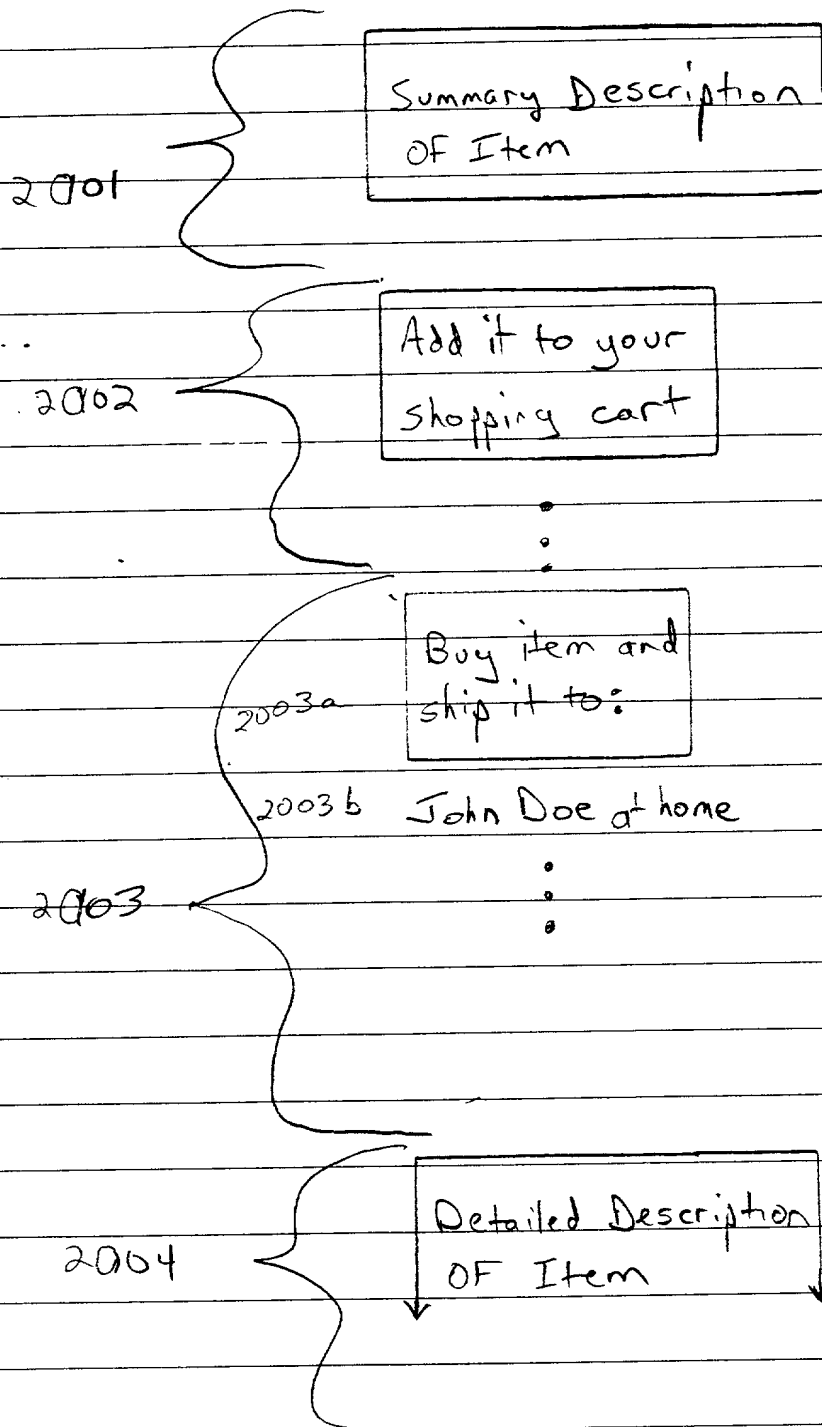 Summary Description
OF Item
2001
Add it to your
shopping cart
2002
Buy item and
2003a
ship it to:
2003b John Doe at home
2003
Detailed Description
2004
OF Item